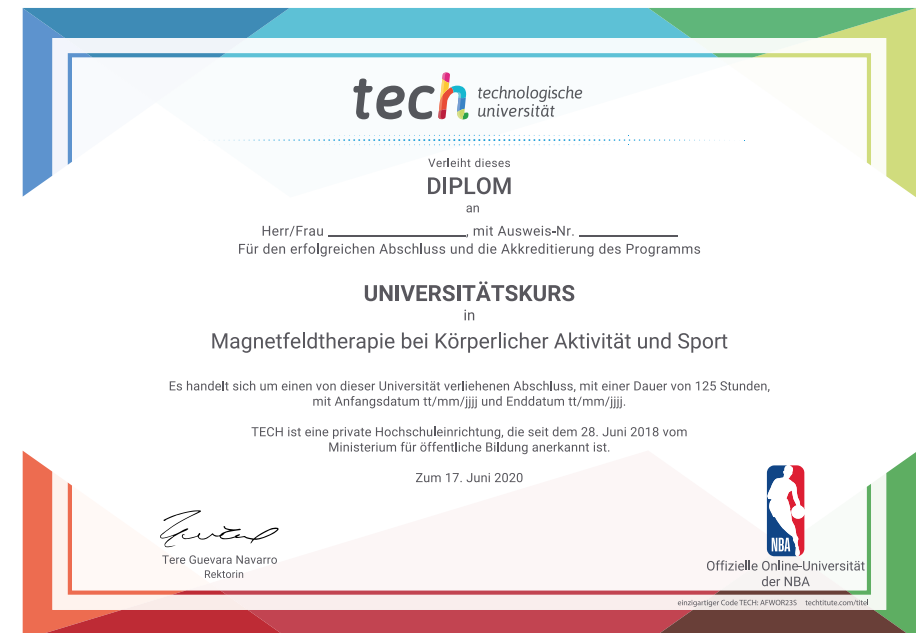 tech technologische
universität
Verleiht dieses
DIPLOM
an
Herr/Frau ____________________, mit Ausweis-Nr. ______________
Für den erfolgreichen Abschluss und die Akkreditierung des Programms
UNIVERSITÄTSKURS
in
Magnetfeldtherapie bei Körperlicher Aktivität und Sport
Es handelt sich um einen von dieser Universität verliehenen Abschluss, mit einer Dauer von 125 Stunden,
mit Anfangsdatum tt/mm/jjjj und Enddatum tt/mm/jjjj.
TECH ist eine private Hochschuleinrichtung, die seit dem 28. Juni 2018 vom
Ministerium für öffentliche Bildung anerkannt ist.
Zum 17. Juni 2020
Tere Guevara Navarro
Rektorin
NBA
Offizielle Online-Universität
der NBA
einzigartiger Code TECH: AFWOR23S techtitute.com/titel